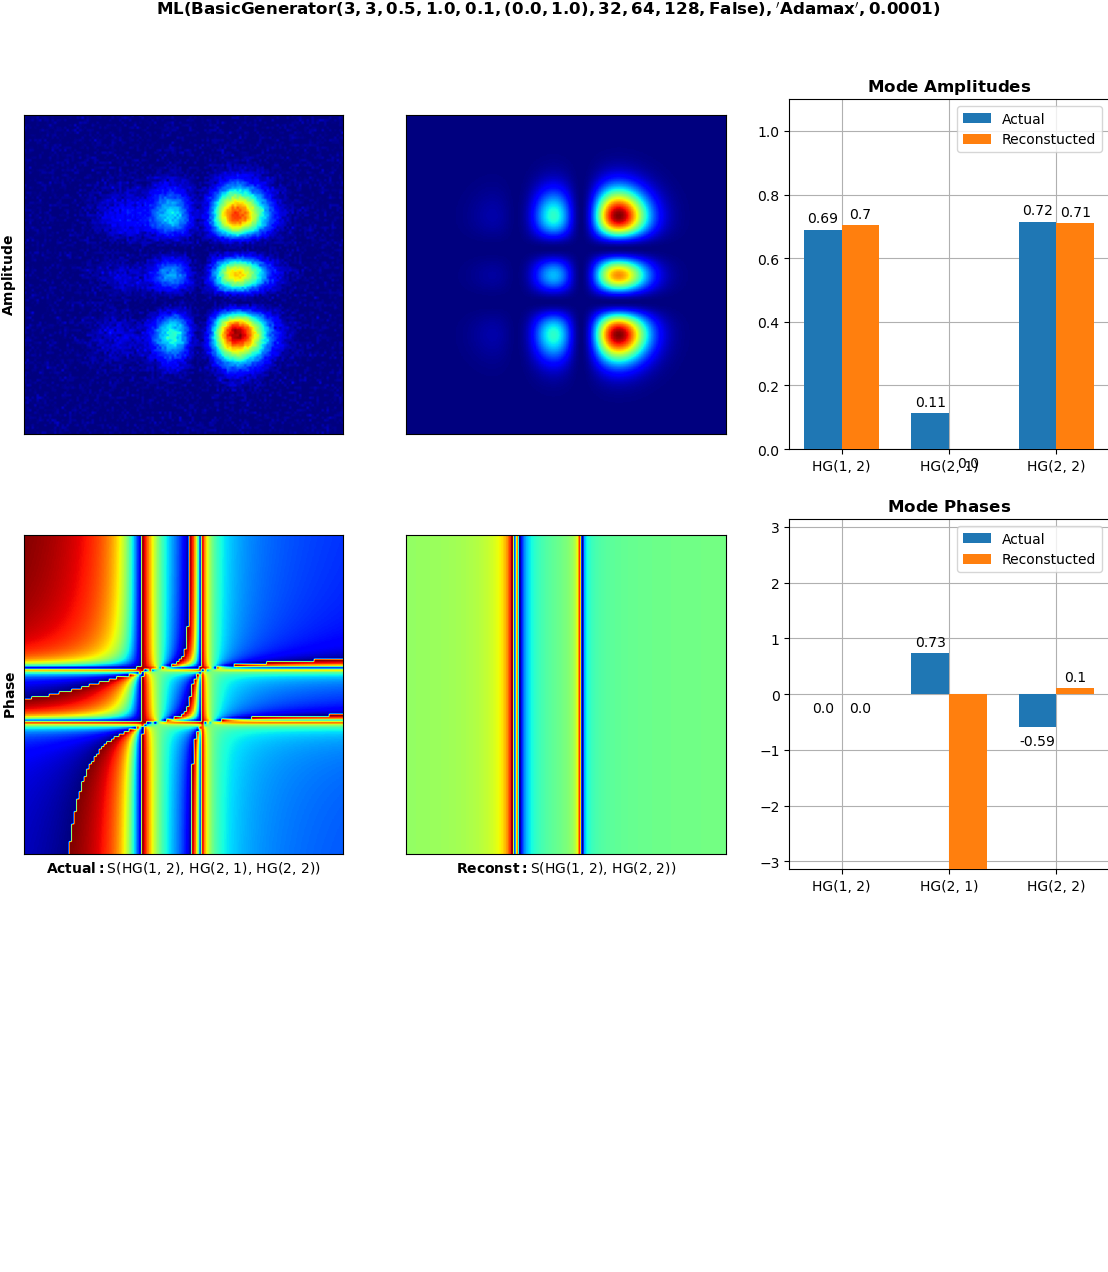 ML(BasicGenerator(3, 3, 0.5, 1.0, 0.1, (0.0, 1.0), 32, 64, 128, False), ′Adamax′, 0.0001)
Amplitude
Mode Amplitudes
Actual
Reconstucted
1.0
0.8
0.6
0.4
0.2
0.0
0.69
0.7
0.11
0.0
0.72
0.71
HG(1, 2)
HG(2, 1)
HG(2, 2)
Phase
Actual: S(HG(1, 2), HG(2, 1), HG(2, 2))
Reconst: S(HG(1, 2), HG(2, 2))
Mode Phases
Actual
Reconstucted
3
2
1
0
−1
−2
−3
0.0
0.0
0.73
-0.59
0.1
HG(1, 2)
HG(2, 1)
HG(2, 2)